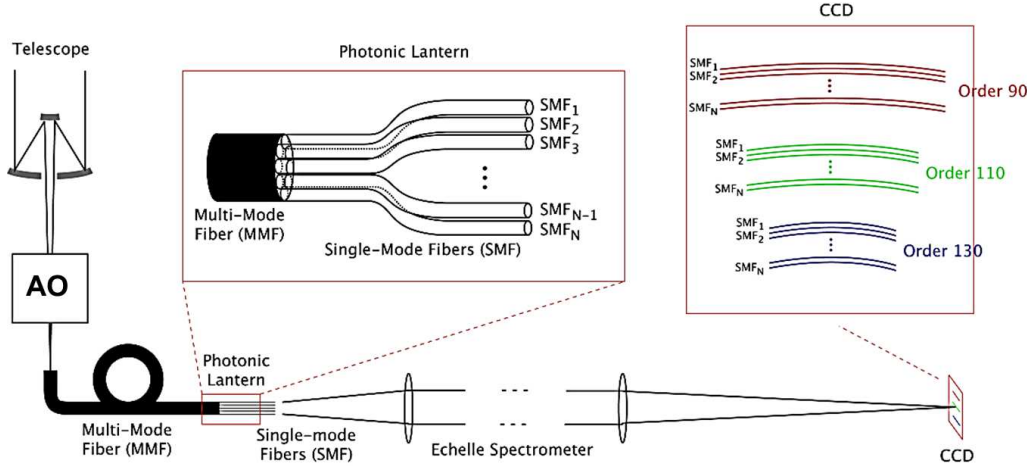 CCD
Telescope
Photonic Lantern
SMF1
SMF2
SMFN
Order 90
SMF1
SMF2
SMF3
SMFN-1
SMFN
Multi-Mode
Fiber (MMF)
Single-Mode Fibers (SMF)
SMF1
SMF2
SMFN
Order 110
SMF1
SMF2
SMFN
Order 130
AO
Photonic
Lantern
Multi-Mode
Fiber (MMF)
Single-mode
Fibers (SMF)
Echelle Spectrometer
CCD